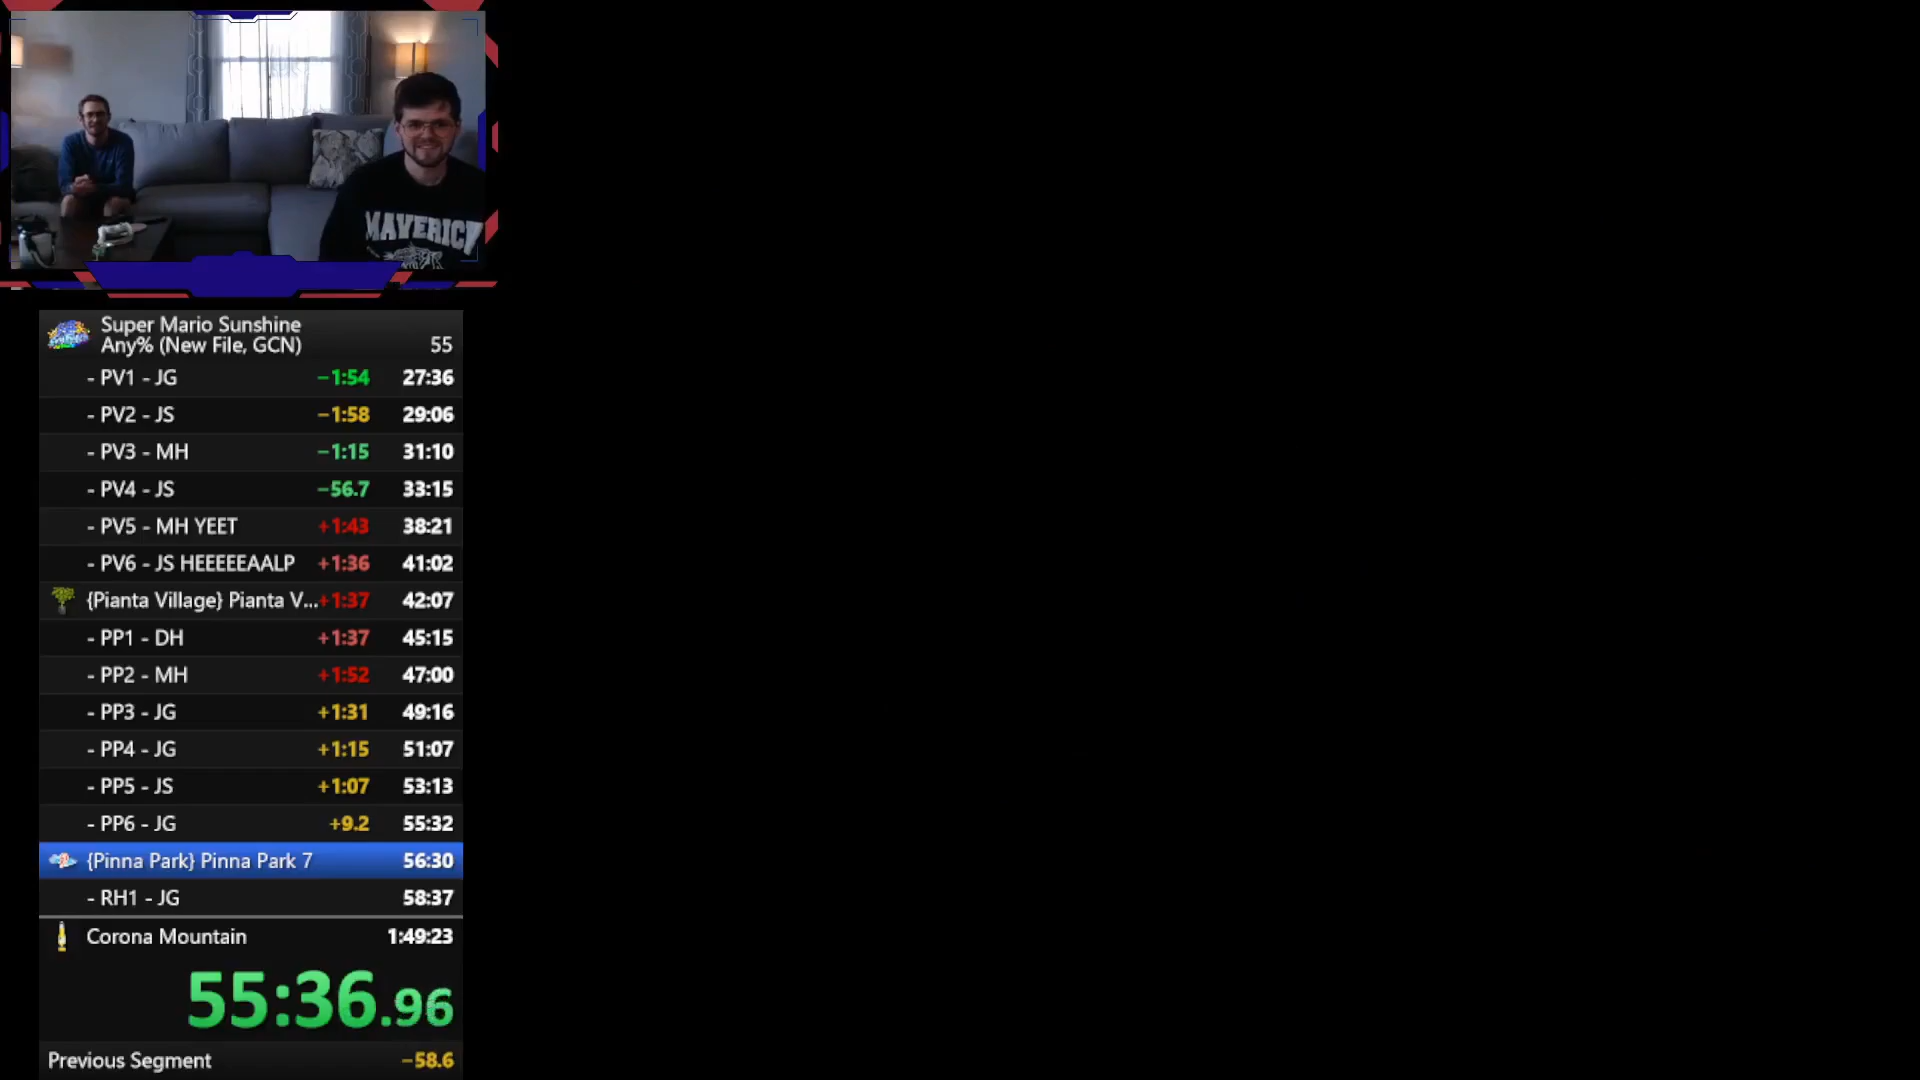 MAVERICK
Super Mario Sunshine
Any% (New File, GCN) 55
- PV1 - JG −1:54 27:36
- PV2 - JS −1:58 29:06
- PV3 - MH −1:15 31:10
- PV4 - JS −56.7 33:15
- PV5 - MH YEET +1:43 38:21
- PV6 - JS HEEEEEAALP +1:36 41:02
{Pianta Village} Pianta V... +1:37 42:07
- PP1 - DH +1:37 45:15
- PP2 - MH +1:52 47:00
- PP3 - JG +1:31 49:16
- PP4 - JG +1:15 51:07
- PP5 - JS +1:07 53:13
- PP6 - JG +9.2 55:32
{Pinna Park} Pinna Park 7 56:30
- RH1 - JG 58:37
Corona Mountain 1:49:23
55:36.96
Previous Segment −58.6